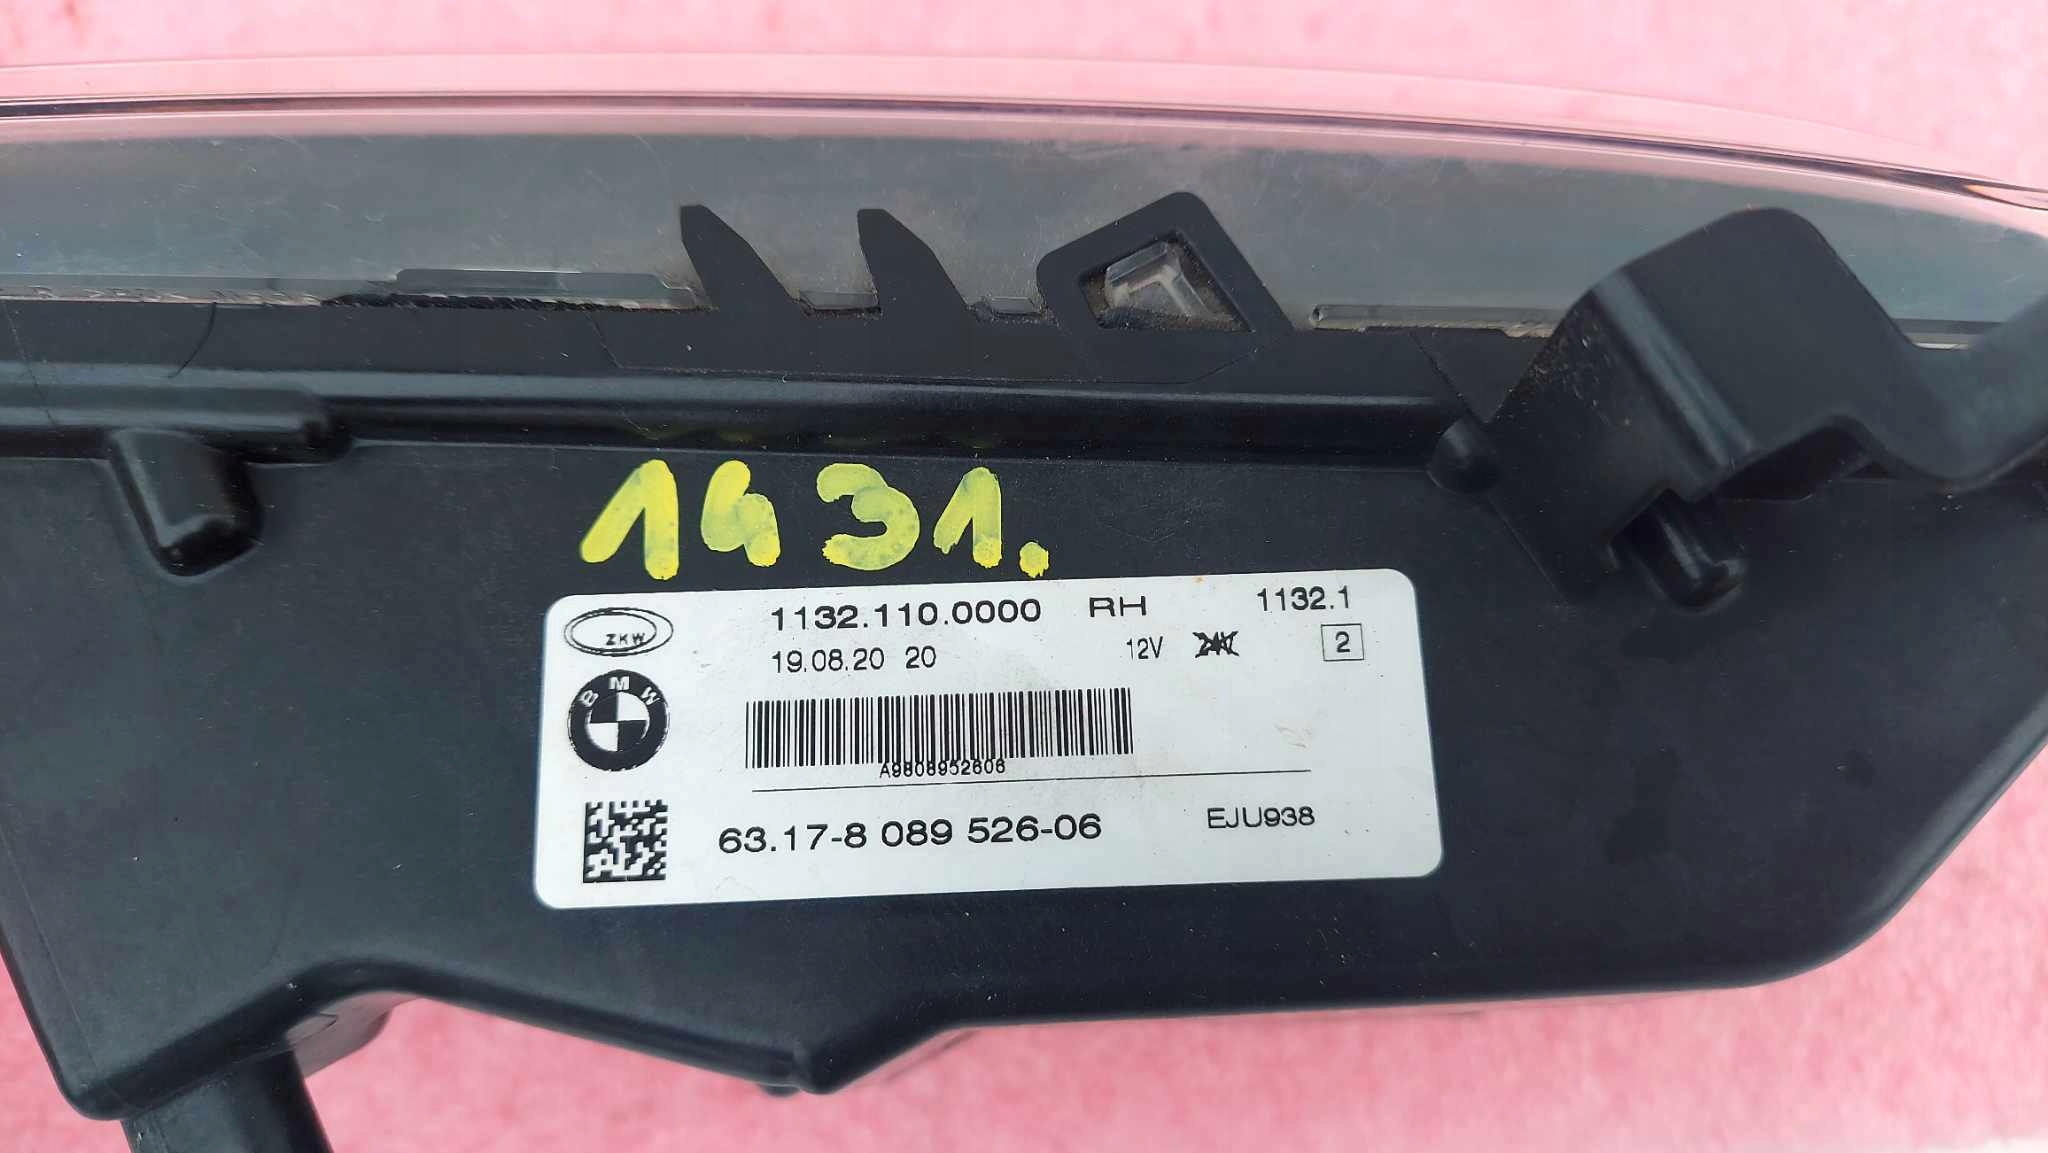 1431.
1132.110.0000 RH 1132.1
ZKW
19.08.20 20 12V 24V 2
BMW
A9808952606
63.17-8 089 526-06 EJU938